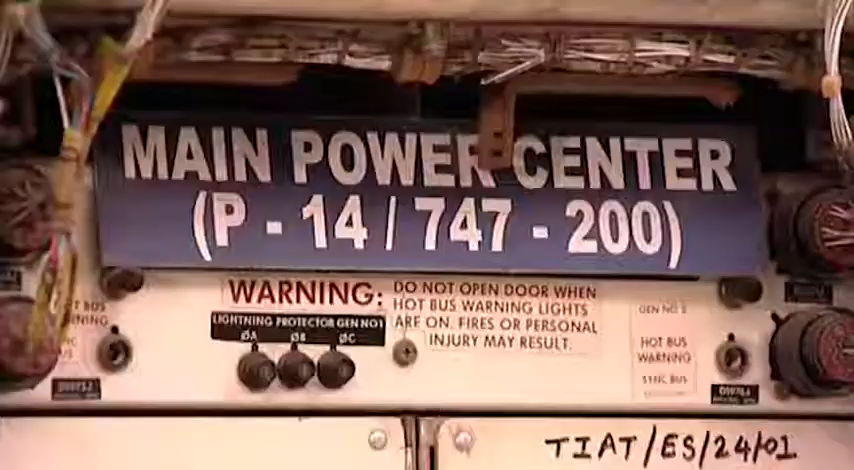 MAIN POWER CENTER
(P - 14 / 747 - 200)
WARNING:
DO NOT OPEN DOOR WHEN
HOT BUS WARNING LIGHTS
ARE ON. FIRES OR PERSONAL
INJURY MAY RESULT.
LIGHTNING PROTECTOR GEN NO1
ØA ØB ØC
HOT BUS
WARNING
SYNC BUS
TIAT/ES/24/01